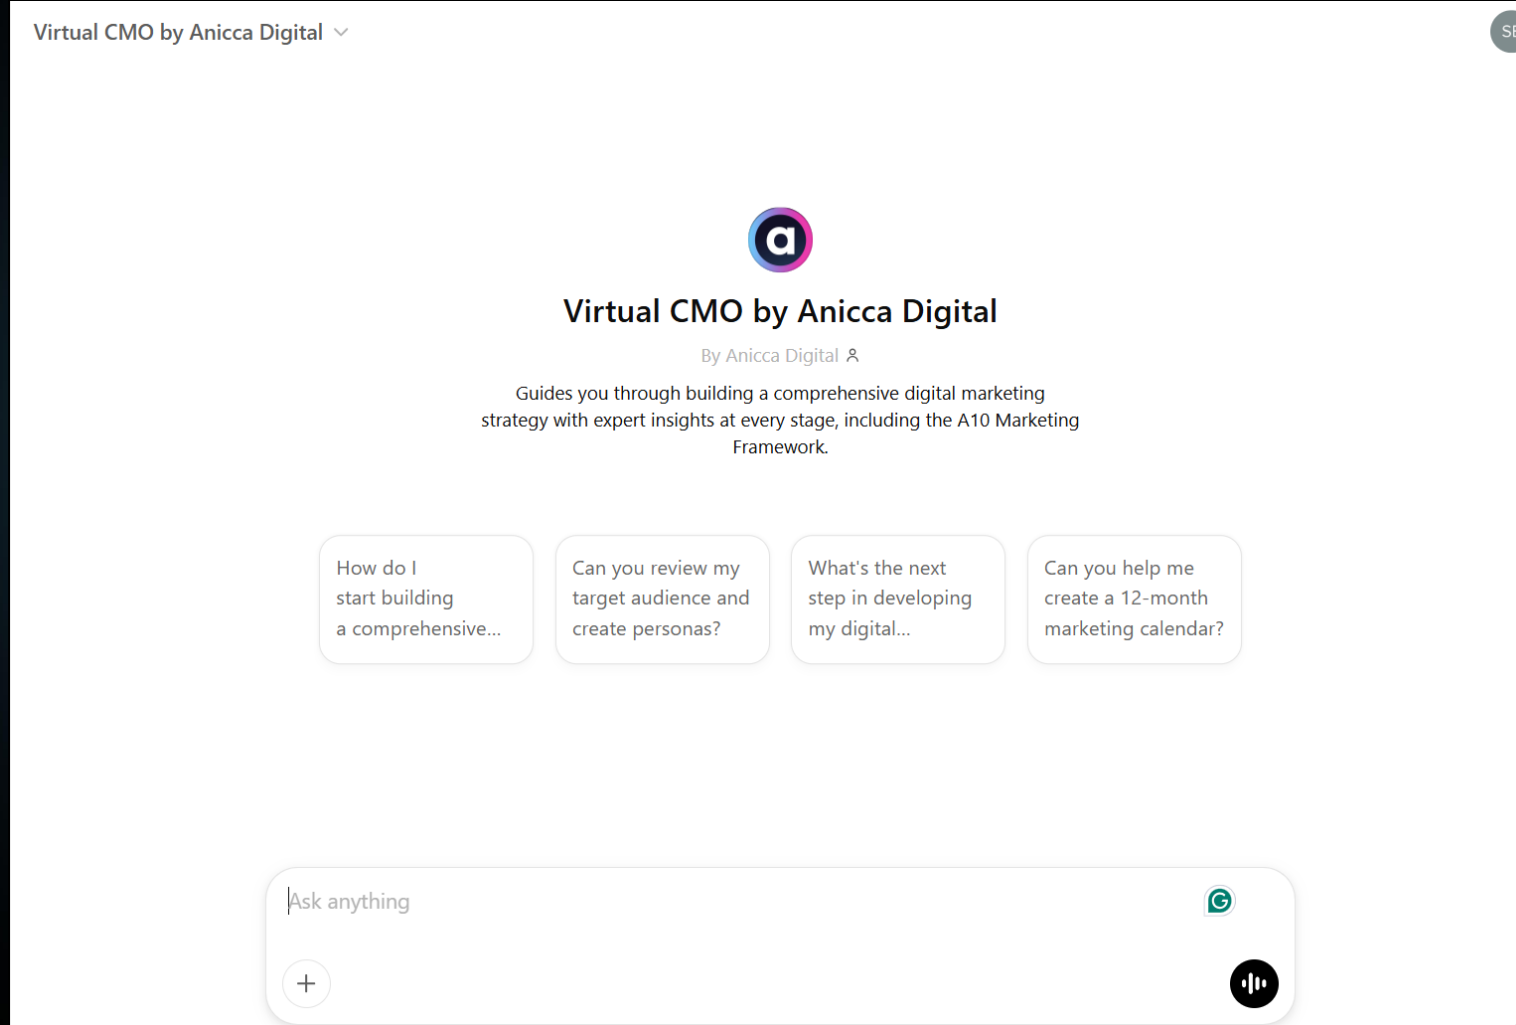 Virtual CMO by Anicca Digital
SE
a
Virtual CMO by Anicca Digital
By Anicca Digital
Guides you through building a comprehensive digital marketing
strategy with expert insights at every stage, including the A10 Marketing
Framework.
How do I
start building
a comprehensive...
Can you review my
target audience and
create personas?
What's the next
step in developing
my digital...
Can you help me
create a 12-month
marketing calendar?
Ask anything
G